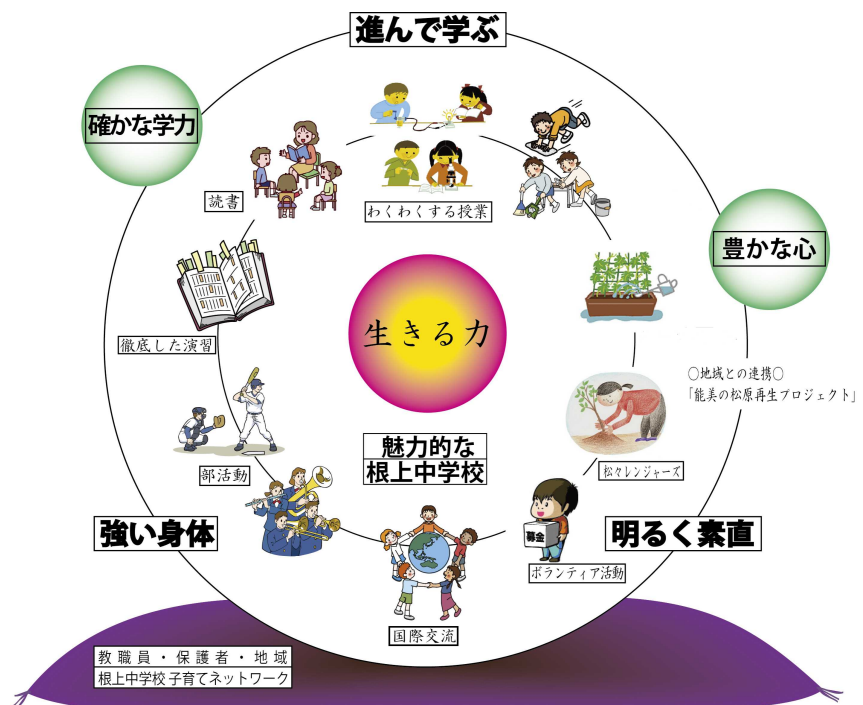 進んで学ぶ
確かな学力
読書
わくわくする授業
豊かな心
生きる力
徹底した演習
○地域との連携○
「能美の松原再生プロジェクト」
魅力的な
根上中学校
部活動
松々レンジャーズ
強い身体
募金
明るく素直
ボランティア活動
国際交流
教職員・保護者・地域
根上中学校 子育てネットワーク